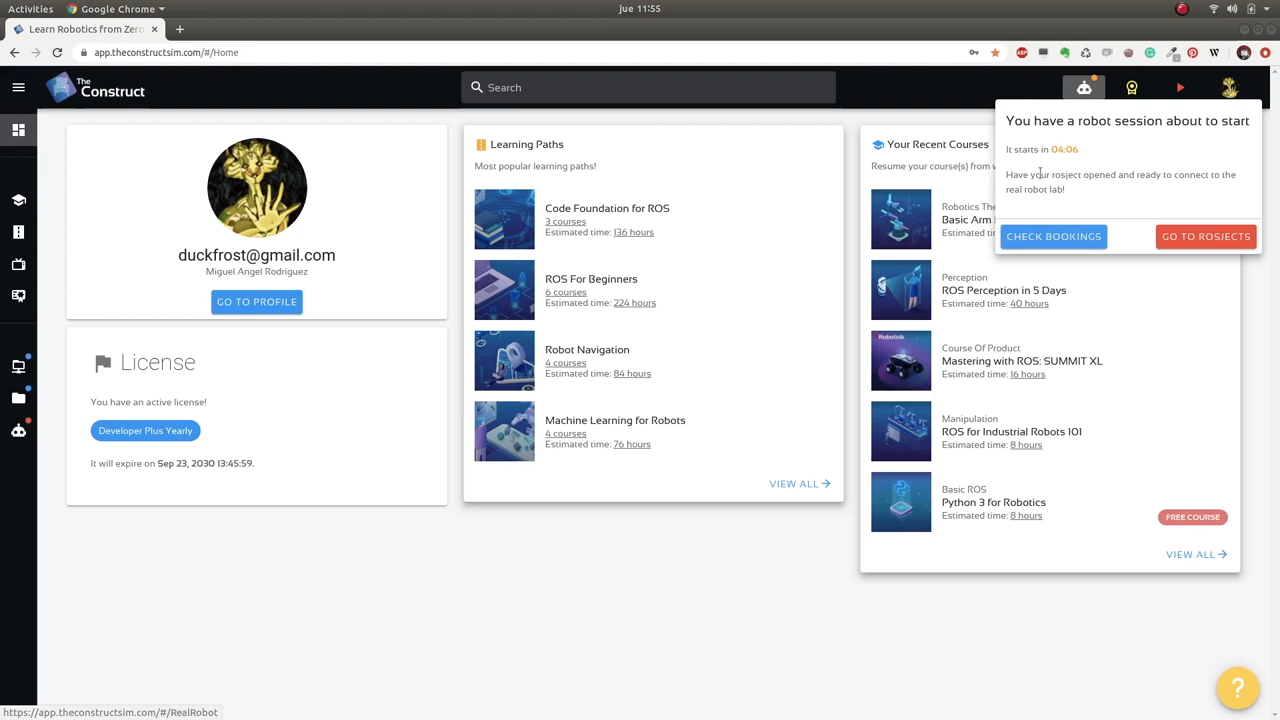 Activities
Google Chrome
jue 11:55
Learn Robotics from Zero
app.theconstructsim.com/#/Home
ABP
W
The
Construct
Search
You have a robot session about to start
It starts in 04:06
Have your rosject opened and ready to connect to the
real robot lab!
CHECK BOOKINGS
GO TO ROSJECTS
duckfrost@gmail.com
Miguel Angel Rodriguez
GO TO PROFILE
License
You have an active license!
Developer Plus Yearly
It will expire on Sep 23, 2030 13:45:59.
Learning Paths
Most popular learning paths!
Code Foundation for ROS
3 courses
Estimated time: 136 hours
ROS For Beginners
6 courses
Estimated time: 224 hours
Robot Navigation
4 courses
Estimated time: 84 hours
Machine Learning for Robots
4 courses
Estimated time: 76 hours
VIEW ALL
Your Recent Courses
Resume your course(s) from
Robotics
Basic Arm
Estimated
Perception
ROS Perception in 5 Days
Estimated time: 40 hours
Robotnik
Course Of Product
Mastering with ROS: SUMMIT XL
Estimated time: 16 hours
Manipulation
ROS for Industrial Robots 101
Estimated time: 8 hours
Basic ROS
Python 3 for Robotics
Estimated time: 8 hours
FREE COURSE
VIEW ALL
?
https://app.theconstructsim.com/#/RealRobot